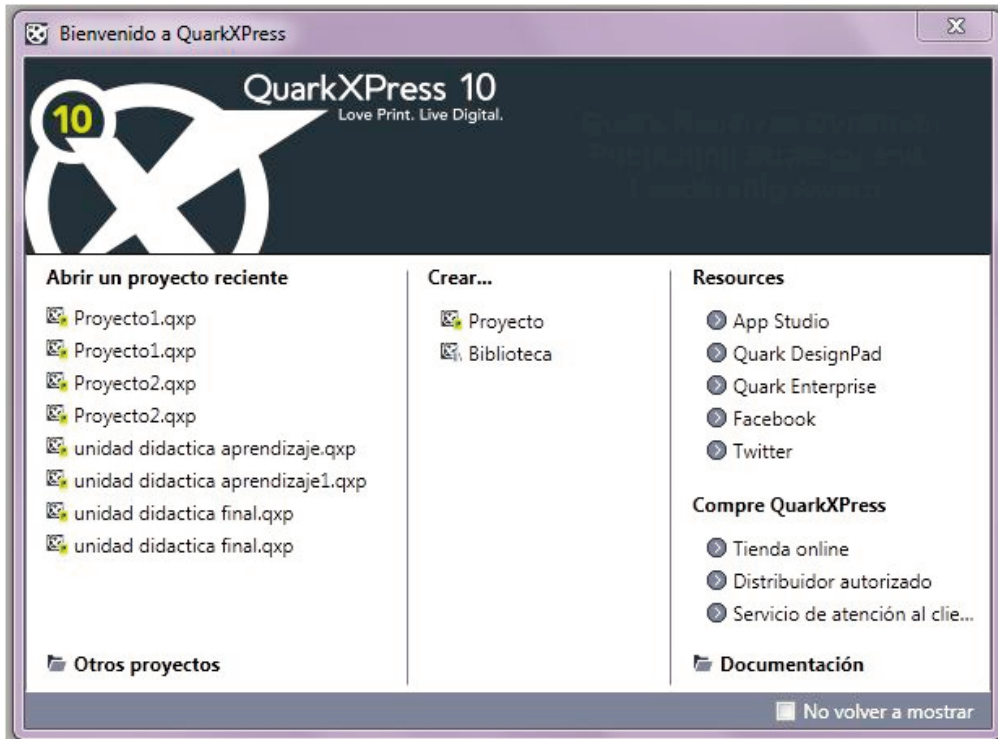 Bienvenido a QuarkXPress
10
QuarkXPress 10
Love Print. Live Digital.
Abrir un proyecto reciente
Proyecto1.qxp
Proyecto1.qxp
Proyecto2.qxp
Proyecto2.qxp
unidad didactica aprendizaje.qxp
unidad didactica aprendizaje1.qxp
unidad didactica final.qxp
unidad didactica final.qxp
Otros proyectos
Crear...
Proyecto
Biblioteca
Resources
App Studio
Quark DesignPad
Quark Enterprise
Facebook
Twitter
Compre QuarkXPress
Tienda online
Distribuidor autorizado
Servicio de atención al clie...
Documentación
No volver a mostrar